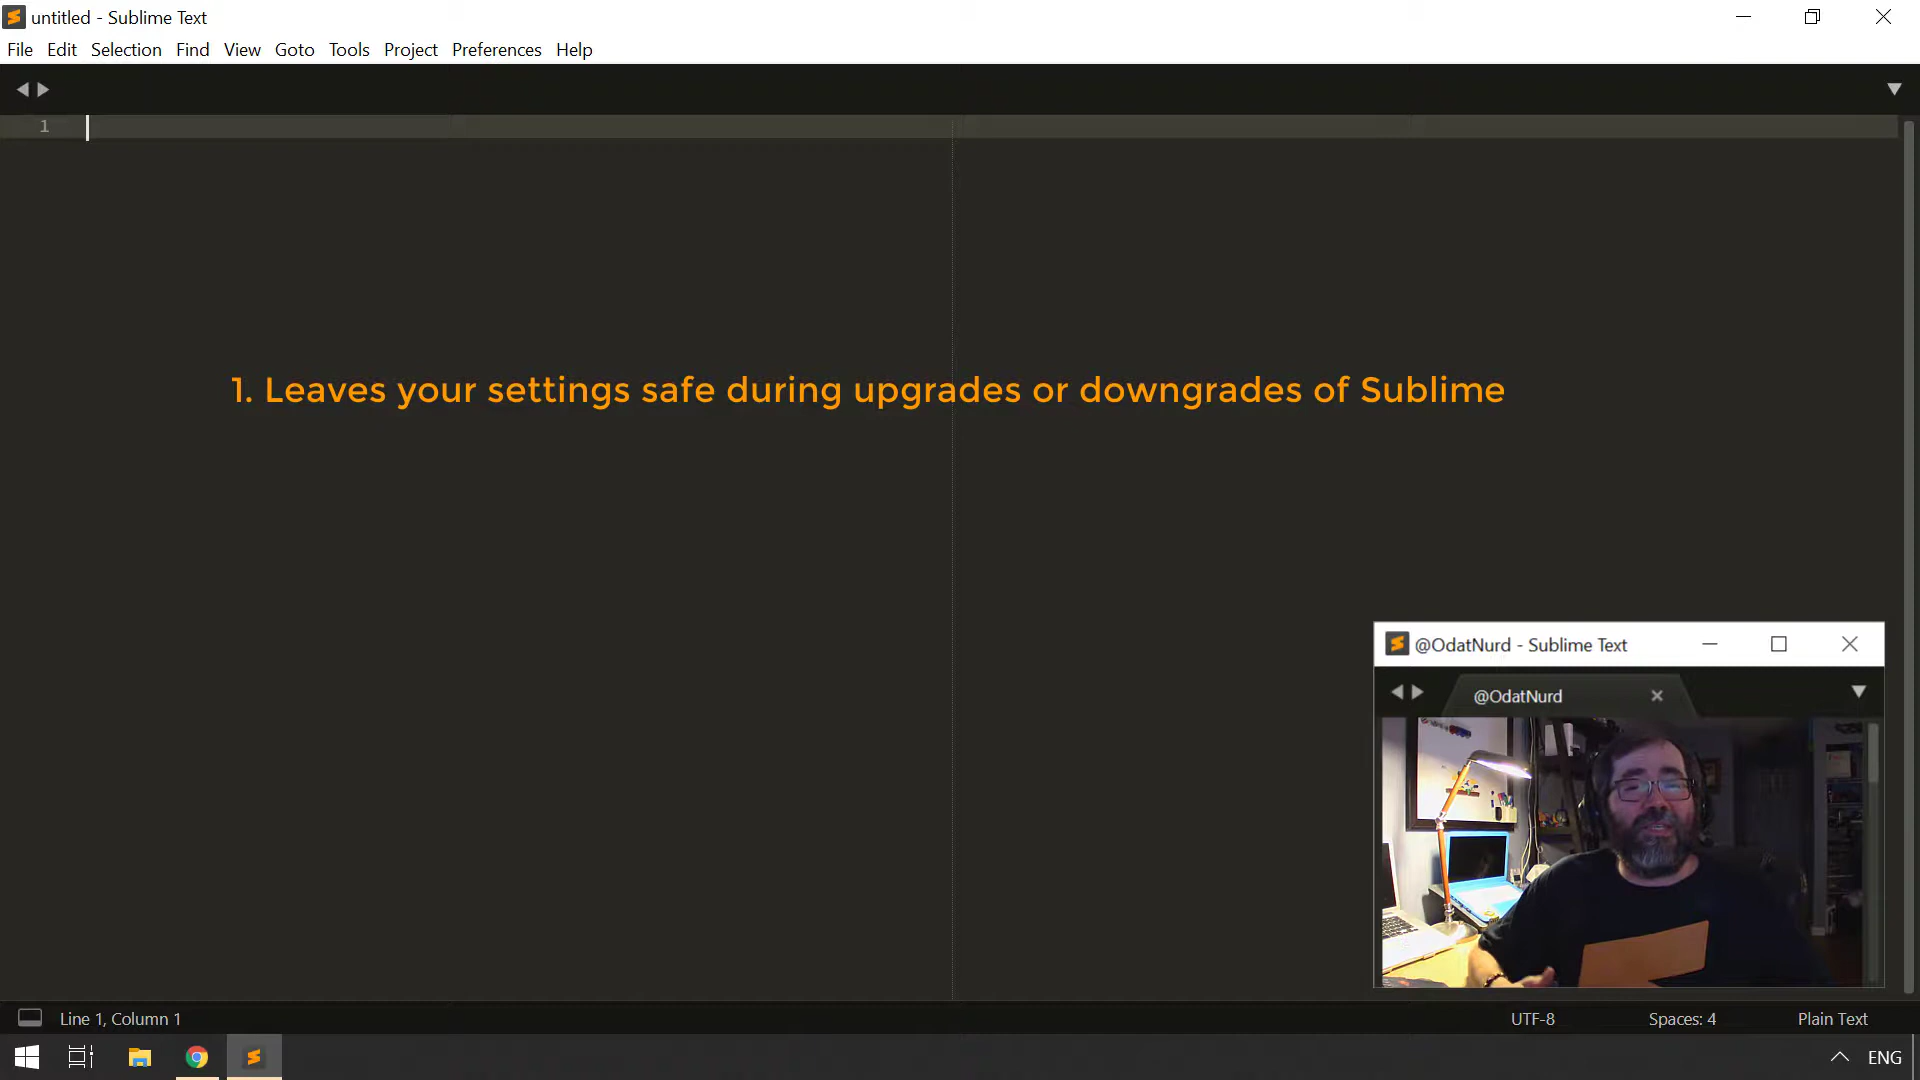 untitled - Sublime Text
File Edit Selection Find View Goto Tools Project Preferences Help
1
1. Leaves your settings safe during upgrades or downgrades of Sublime
@OdatNurd - Sublime Text
@OdatNurd
Line 1, Column 1
UTF-8
Spaces: 4
Plain Text
ENG